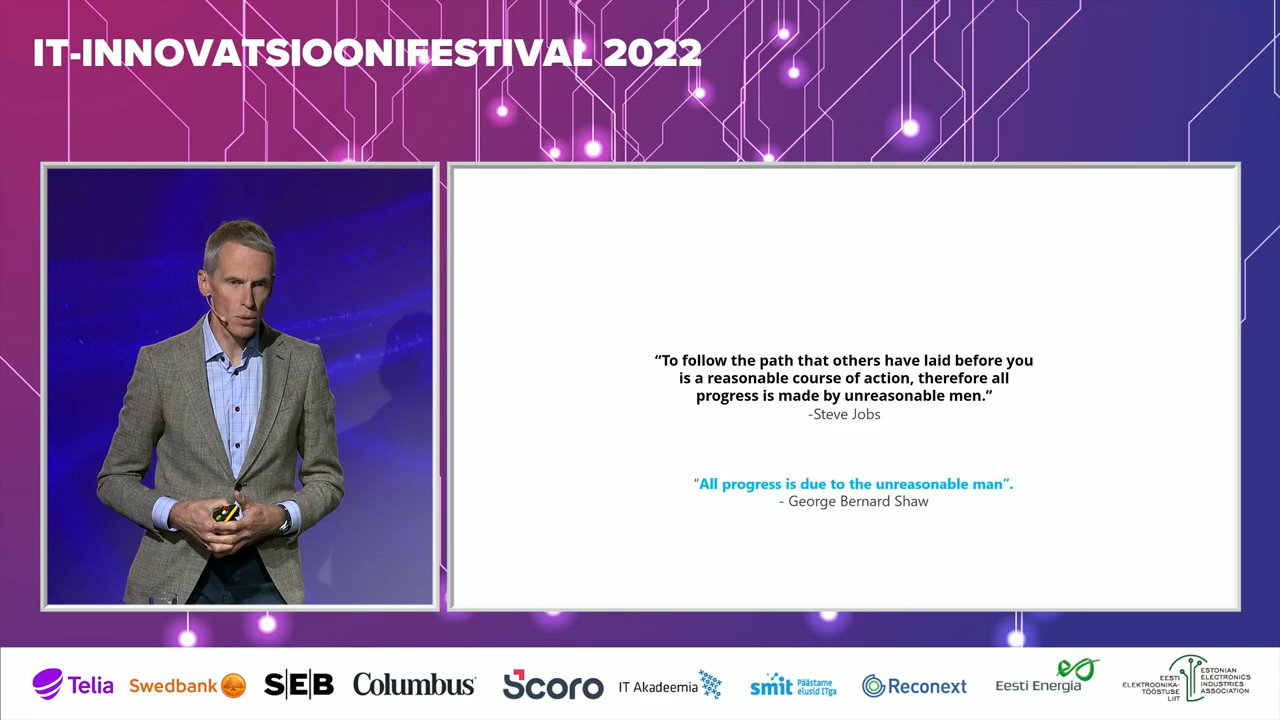 IT-INNOVATSIOONIFESTIVAL 2022
“To follow the path that others have laid before you
is a reasonable course of action, therefore all
progress is made by unreasonable men.”
-Steve Jobs
“All progress is due to the unreasonable man”.
- George Bernard Shaw
Telia
Swedbank
S|E|B
Columbus
Scoro
IT Akadeemia
smit
Päästame
elusid ITga
Reconext
Eesti Energia
EESTI
ELEKTROONIKA-
TÖÖSTUSE
LIIT
ESTONIAN
ELECTRONICS
INDUSTRIES
ASSOCIATION